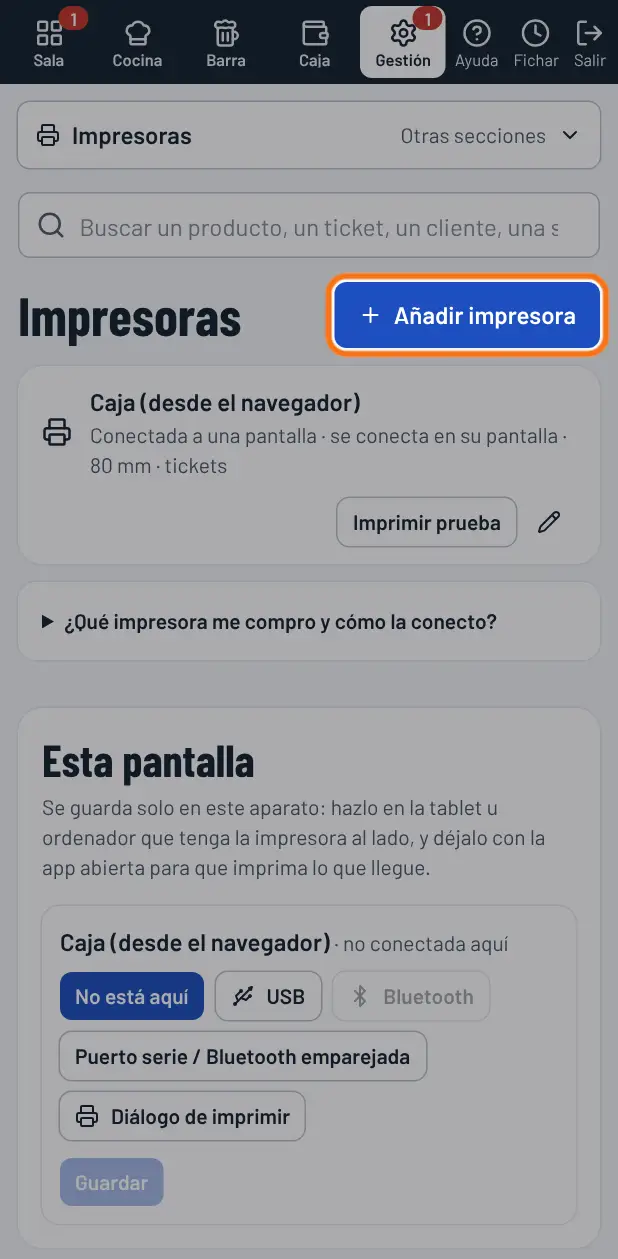 1
1
Sala
Cocina
Barra
Caja
Gestión
Ayuda
Fichar
Salir
Impresoras
Otras secciones
Buscar un producto, un ticket, un cliente, una s
Impresoras
+ Añadir impresora
Caja (desde el navegador)
Conectada a una pantalla · se conecta en su pantalla ·
80 mm · tickets
Imprimir prueba
¿Qué impresora me compro y cómo la conecto?
Esta pantalla
Se guarda solo en este aparato: hazlo en la tablet u
ordenador que tenga la impresora al lado, y déjalo con la
app abierta para que imprima lo que llegue.
Caja (desde el navegador) · no conectada aquí
No está aquí
USB
Bluetooth
Puerto serie / Bluetooth emparejada
Diálogo de imprimir
Guardar